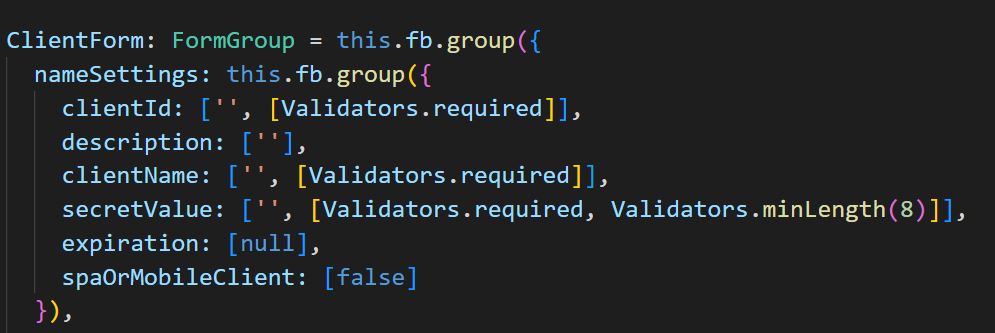 ClientForm: FormGroup = this.fb.group({
nameSettings: this.fb.group({
clientId: ['', [Validators.required]],
description: [''],
clientName: ['', [Validators.required]],
secretValue: ['', [Validators.required, Validators.minLength(8)]],
expiration: [null],
spaOrMobileClient: [false]
}),